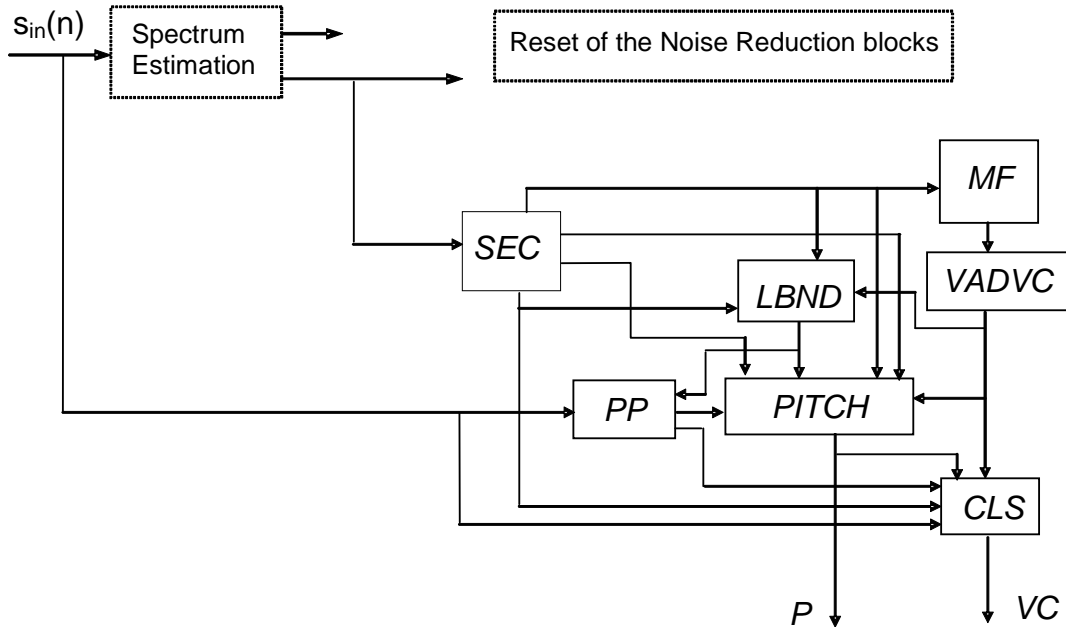 s_in(n)
Spectrum
Estimation
Reset of the Noise Reduction blocks
MF
SEC
VADVC
LBND
PP
PITCH
CLS
P
VC